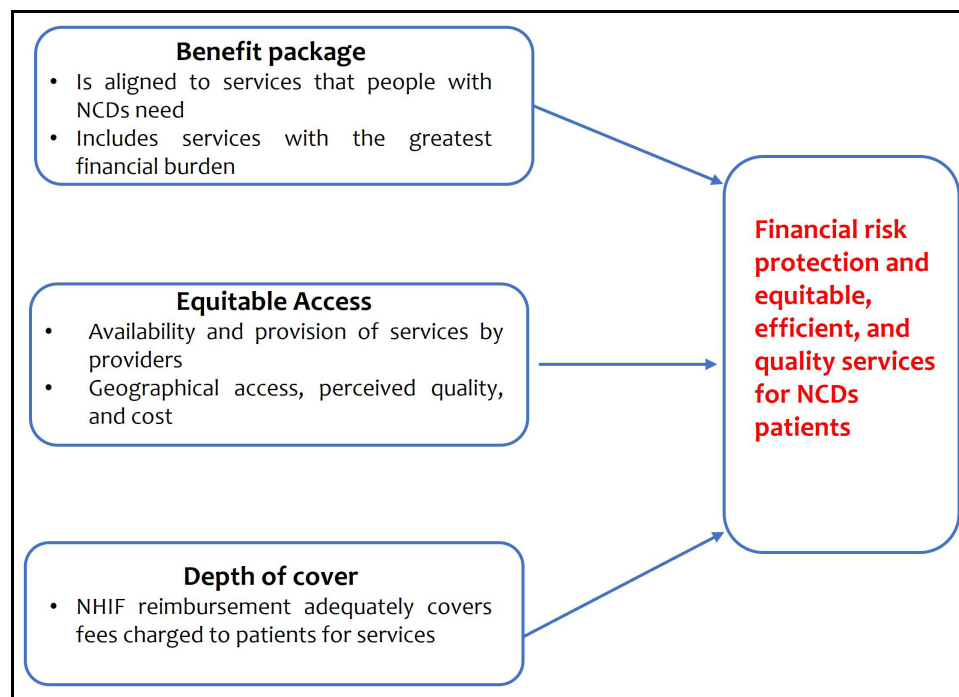 Benefit package
• Is aligned to services that people with
NCDs need
• Includes services with the greatest
financial burden
Equitable Access
• Availability and provision of services by
providers
• Geographical access, perceived quality,
and cost
Depth of cover
• NHIF reimbursement adequately covers
fees charged to patients for services
Financial risk
protection and
equitable,
efficient, and
quality services
for NCDs
patients